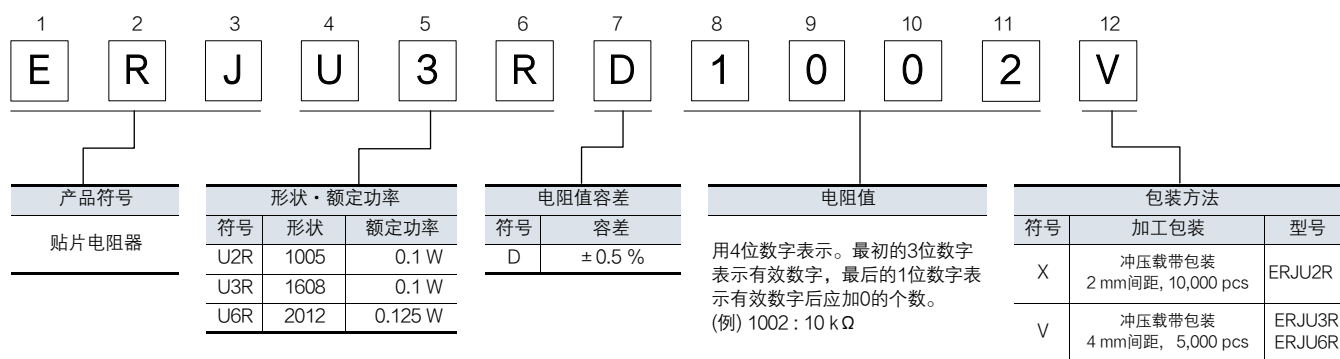 1 2 3 4 5 6 7 8 9 10 11 12
E R J U 3 R D 1 0 0 2 V
产品符号
贴片电阻器
形状・额定功率
符号 形状 额定功率
U2R 1005 0.1 W
U3R 1608 0.1 W
U6R 2012 0.125 W
电阻值容差
符号 容差
D ±0.5 %
电阻值
用4位数字表示。最初的3位数字
表示有效数字，最后的1位数字表
示有效数字后应加0的个数。
(例) 1002 : 10 kΩ
包装方法
符号 加工包装 型号
X 冲压载带包装 ERJU2R
2 mm间距, 10,000 pcs
V 冲压载带包装 ERJU3R
4 mm间距, 5,000 pcs ERJU6R